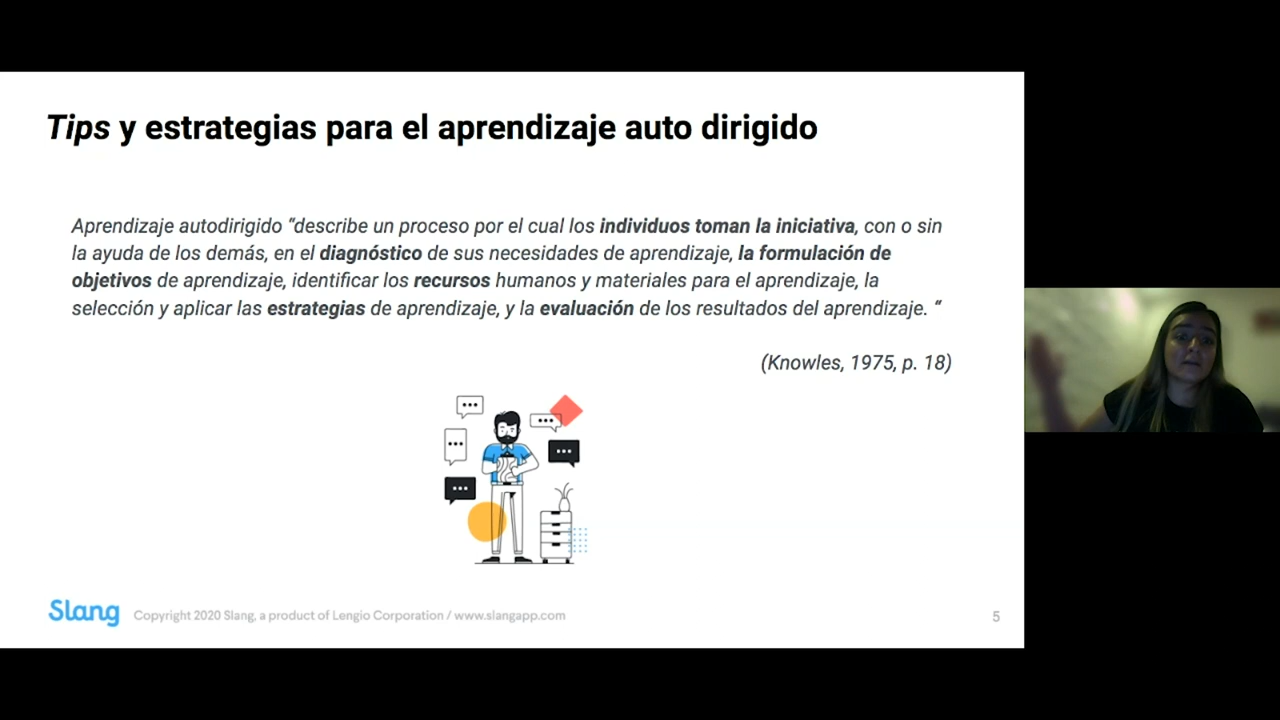 Tips y estrategias para el aprendizaje auto dirigido
Aprendizaje autodirigido “describe un proceso por el cual los individuos toman la iniciativa, con o sin
la ayuda de los demás, en el diagnóstico de sus necesidades de aprendizaje, la formulación de
objetivos de aprendizaje, identificar los recursos humanos y materiales para el aprendizaje, la
selección y aplicar las estrategias de aprendizaje, y la evaluación de los resultados del aprendizaje. “
(Knowles, 1975, p. 18)
Slang Copyright 2020 Slang, a product of Lengio Corporation / www.slangapp.com 5